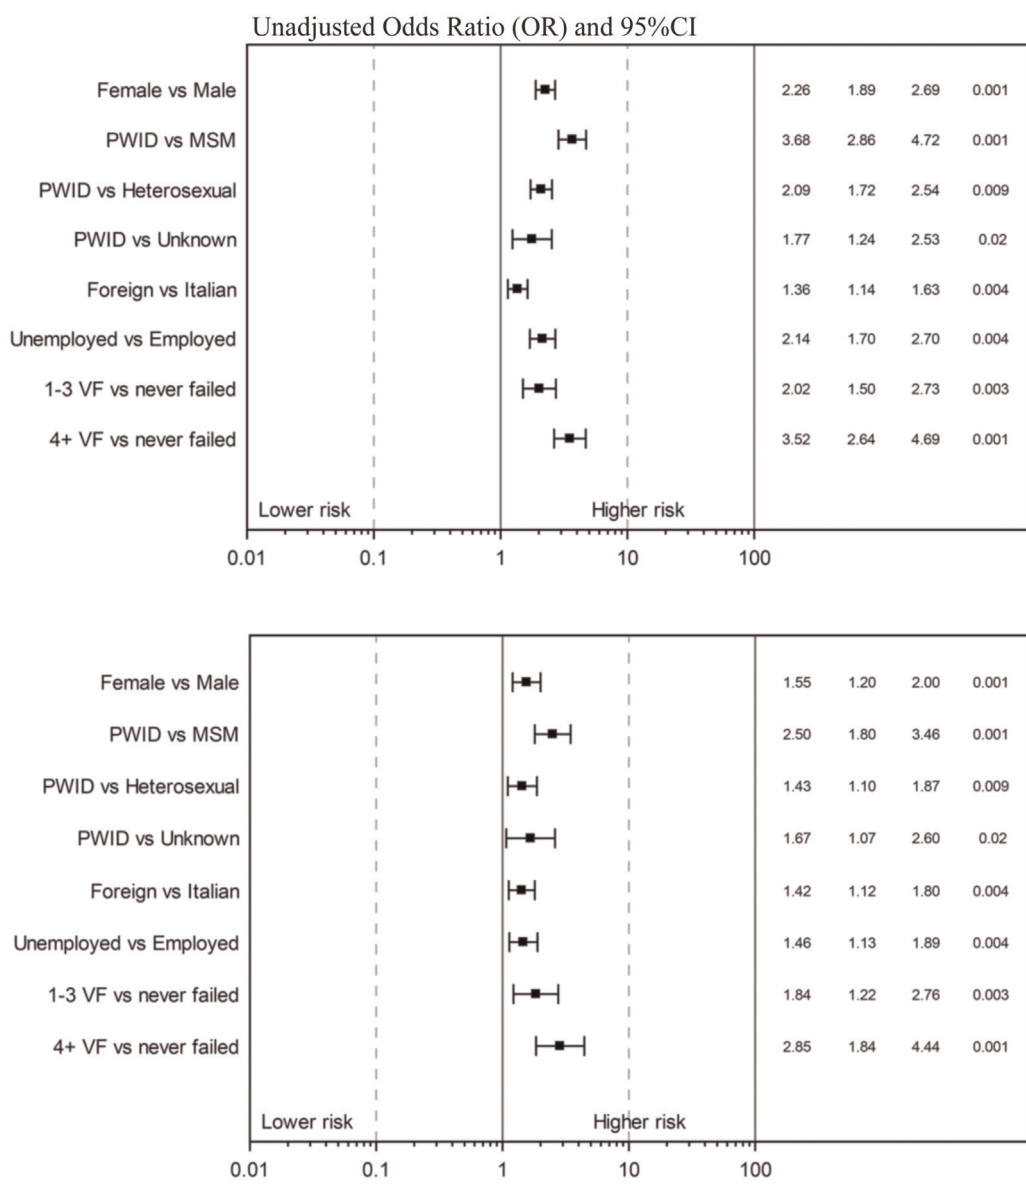 Unadjusted Odds Ratio (OR) and 95%CI
Female vs Male 2.26 1.89 2.69 0.001
PWID vs MSM 3.68 2.86 4.72 0.001
PWID vs Heterosexual 2.09 1.72 2.54 0.009
PWID vs Unknown 1.77 1.24 2.53 0.02
Foreign vs Italian 1.36 1.14 1.63 0.004
Unemployed vs Employed 2.14 1.70 2.70 0.004
1-3 VF vs never failed 2.02 1.50 2.73 0.003
4+ VF vs never failed 3.52 2.64 4.69 0.001
Lower risk Higher risk
0.01 0.1 1 10 100
Female vs Male 1.55 1.20 2.00 0.001
PWID vs MSM 2.50 1.80 3.46 0.001
PWID vs Heterosexual 1.43 1.10 1.87 0.009
PWID vs Unknown 1.67 1.07 2.60 0.02
Foreign vs Italian 1.42 1.12 1.80 0.004
Unemployed vs Employed 1.46 1.13 1.89 0.004
1-3 VF vs never failed 1.84 1.22 2.76 0.003
4+ VF vs never failed 2.85 1.84 4.44 0.001
Lower risk Higher risk
0.01 0.1 1 10 100